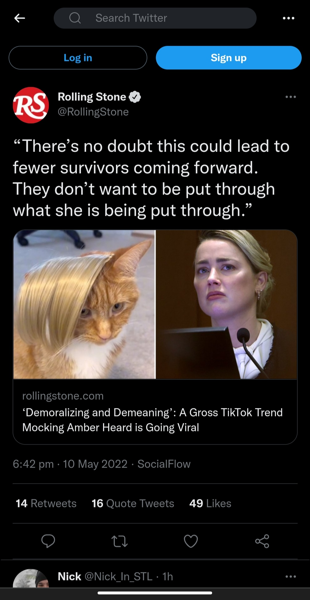 Search Twitter
Log in
Sign up
RS
Rolling Stone
@RollingStone
“There’s no doubt this could lead to
fewer survivors coming forward.
They don’t want to be put through
what she is being put through.”
rollingstone.com
‘Demoralizing and Demeaning’: A Gross TikTok Trend
Mocking Amber Heard is Going Viral
6:42 pm · 10 May 2022 · SocialFlow
14 Retweets 16 Quote Tweets 49 Likes
Nick @Nick_In_STL · 1h